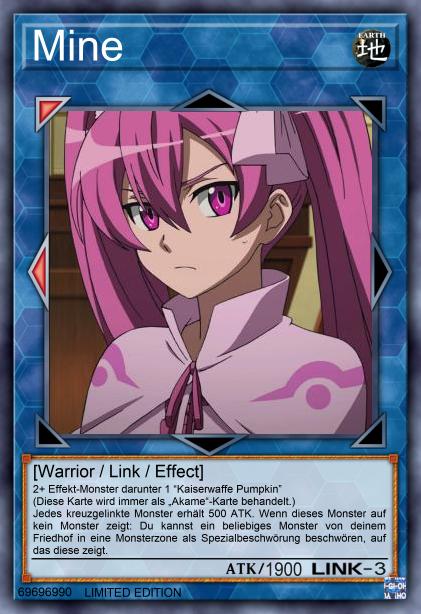 Mine
EARTH
地
[Warrior / Link / Effect]
2+ Effekt-Monster darunter 1 "Kaiserwaffe Pumpkin"
(Diese Karte wird immer als „Akame“-Karte behandelt.)
Jedes kreuzgelinkte Monster erhält 500 ATK. Wenn dieses Monster auf
kein Monster zeigt: Du kannst ein beliebiges Monster von deinem
Friedhof in eine Monsterzone als Spezialbeschwörung beschwören, auf
das diese zeigt.
ATK/1900 LINK-3
69696990 LIMITED EDITION